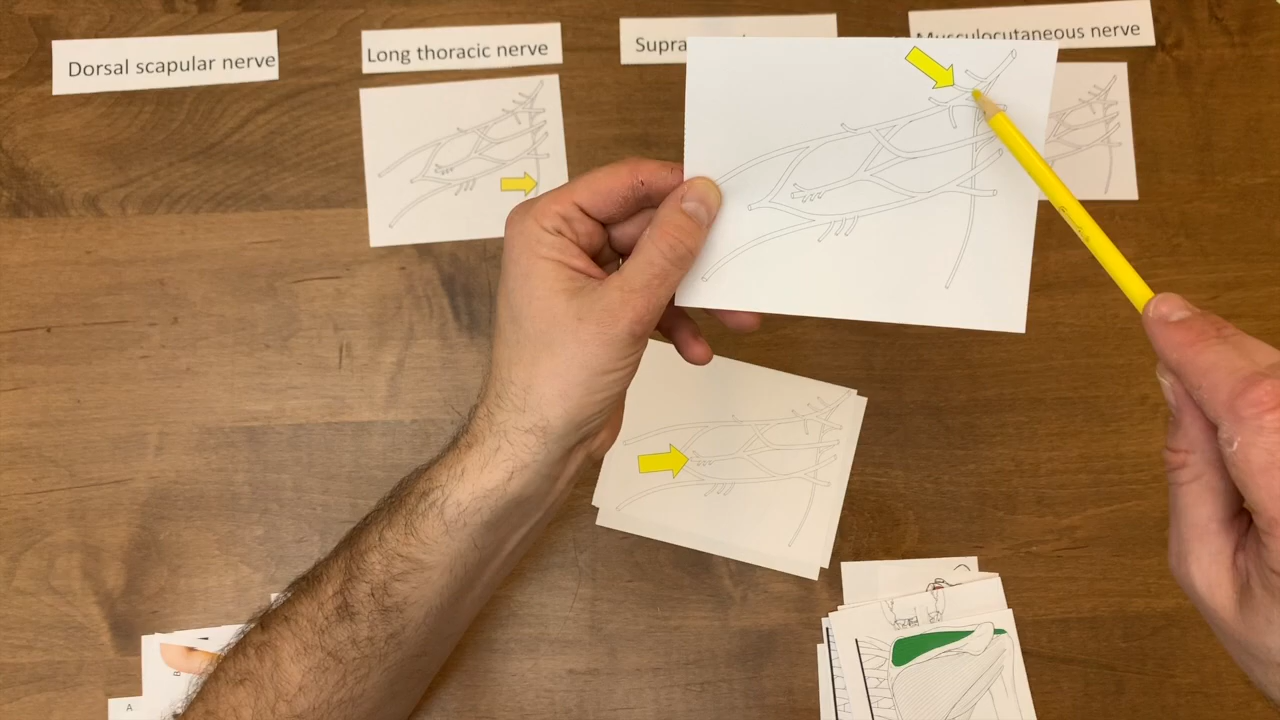 Dorsal scapular nerve
Long thoracic nerve
Supra
Musculocutaneous nerve
B
A